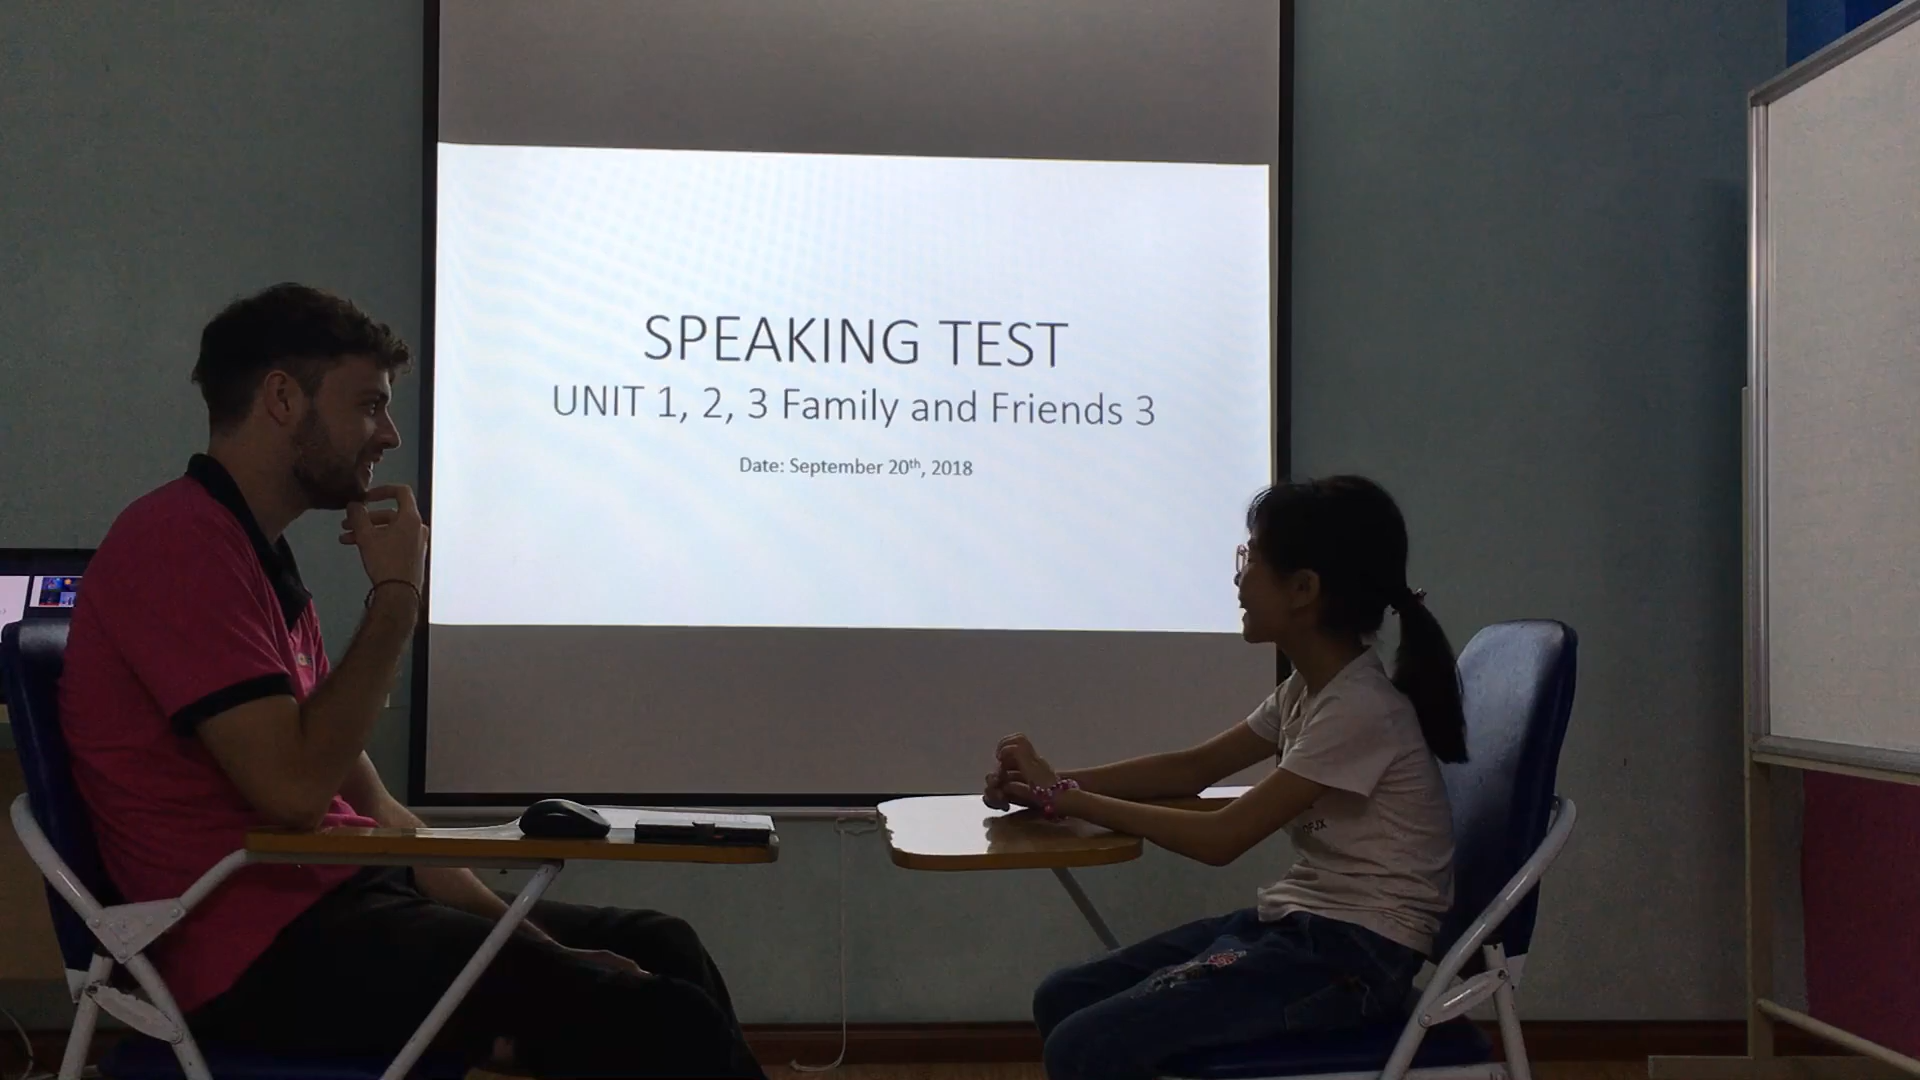 SPEAKING TEST
UNIT 1, 2, 3 Family and Friends 3
Date: September 20th, 2018